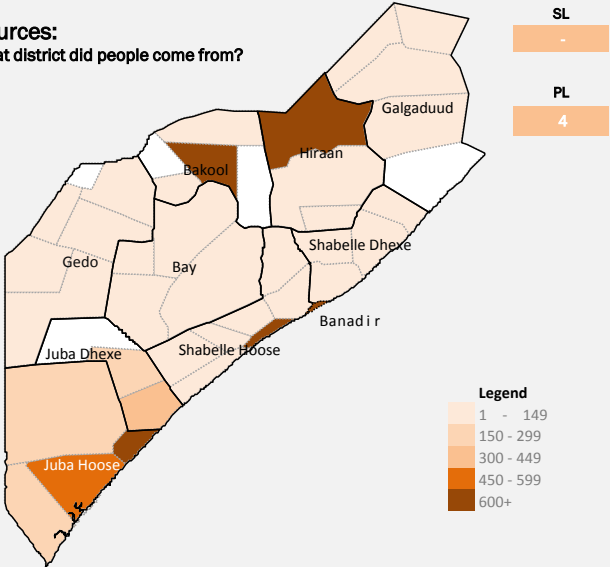 urces:
at district did people come from?
SL
-
PL
4
Galgaduud
Hiraan
Bakool
Shabelle Dhexe
Gedo
Bay
Banadir
Juba Dhexe
Shabelle Hoose
Juba Hoose
Legend
1 - 149
150 - 299
300 - 449
450 - 599
600+